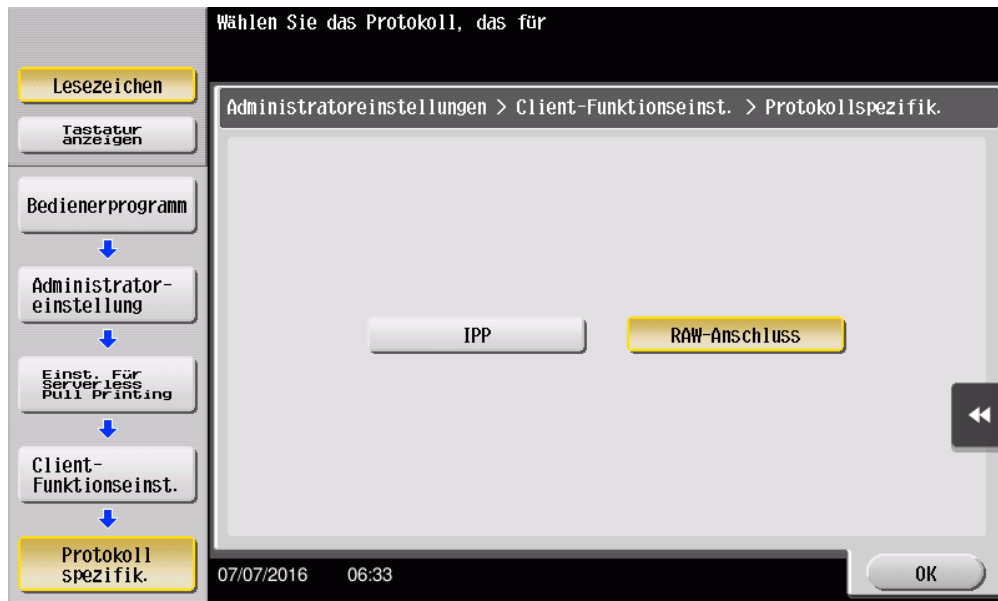 Wählen Sie das Protokoll, das für
Lesezeichen
Tastatur
anzeigen
Administratoreinstellungen > Client-Funktionseinst. > Protokollspezifik.
Bedienerprogramm
Administrator-
einstellung
Einst. Für
Serverless
Pull Printing
Client-
Funktionseinst.
Protokoll
spezifik.
IPP
RAW-Anschluss
07/07/2016 06:33
OK